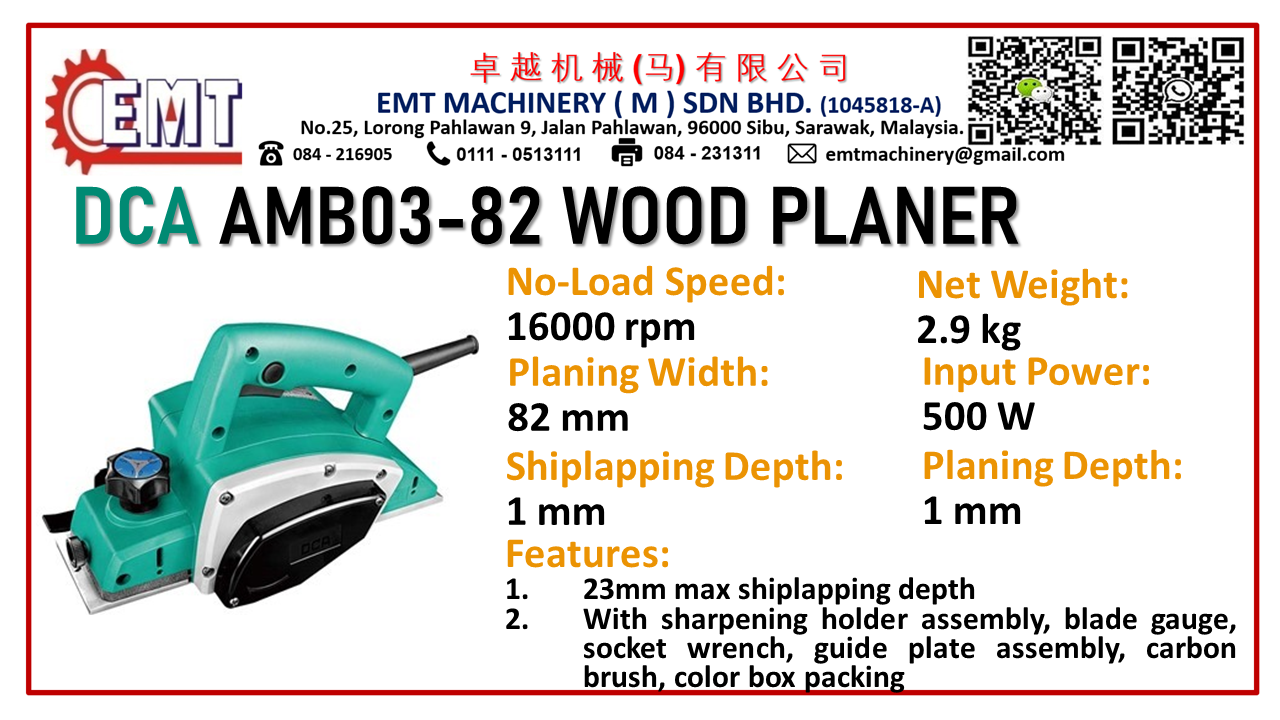 EMT
卓越机械(马)有限公司
EMT MACHINERY ( M ) SDN BHD. (1045818-A)
No.25, Lorong Pahlawan 9, Jalan Pahlawan, 96000 Sibu, Sarawak, Malaysia.
084 - 216905 0111 - 0513111 084 - 231311 emtmachinery@gmail.com
DCA AMB03-82 WOOD PLANER
No-Load Speed: Net Weight:
16000 rpm 2.9 kg
Planing Width: Input Power:
82 mm 500 W
Shiplapping Depth: Planing Depth:
1 mm 1 mm
DCA
Features:
1. 23mm max shiplapping depth
2. With sharpening holder assembly, blade gauge,
socket wrench, guide plate assembly, carbon
brush, color box packing